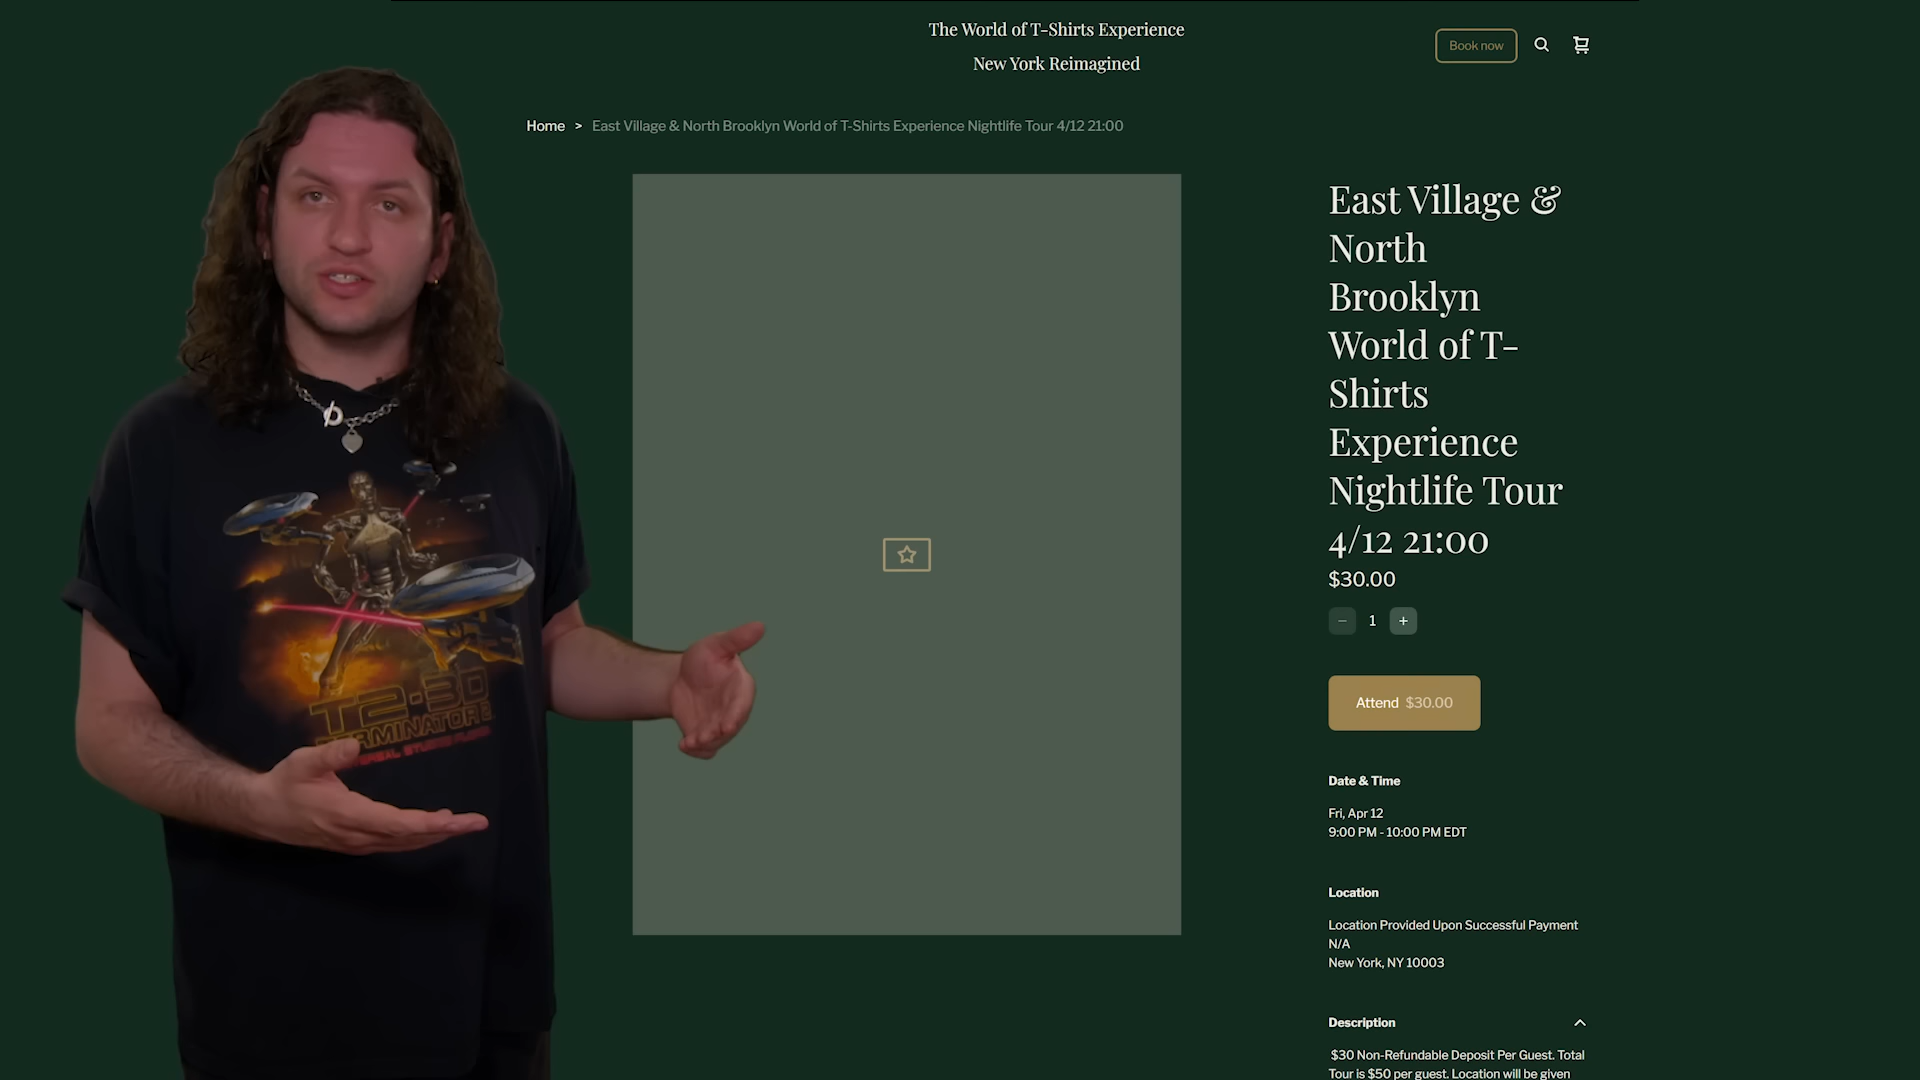 The World of T-Shirts Experience
New York Reimagined
Book now
Home > East Village & North Brooklyn World of T-Shirts Experience Nightlife Tour 4/12 21:00
East Village &
North
Brooklyn
World of T-
Shirts
Experience
Nightlife Tour
4/12 21:00
$30.00
− 1 +
Attend $30.00
Date & Time
Fri, Apr 12
9:00 PM - 10:00 PM EDT
Location
Location Provided Upon Successful Payment
N/A
New York, NY 10003
Description
$30 Non-Refundable Deposit Per Guest. Total
Tour is $50 per guest. Location will be given
T2·3D